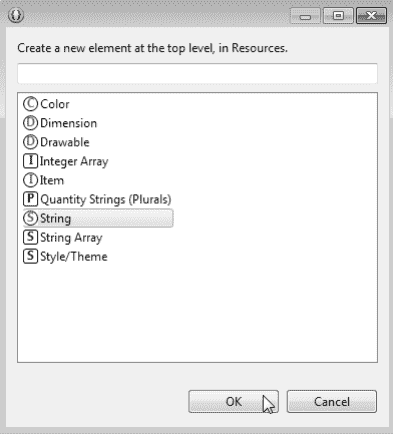 Create a new element at the top level, in Resources.
C Color
D Dimension
D Drawable
I Integer Array
I Item
P Quantity Strings (Plurals)
S String
S String Array
S Style/Theme
OK Cancel